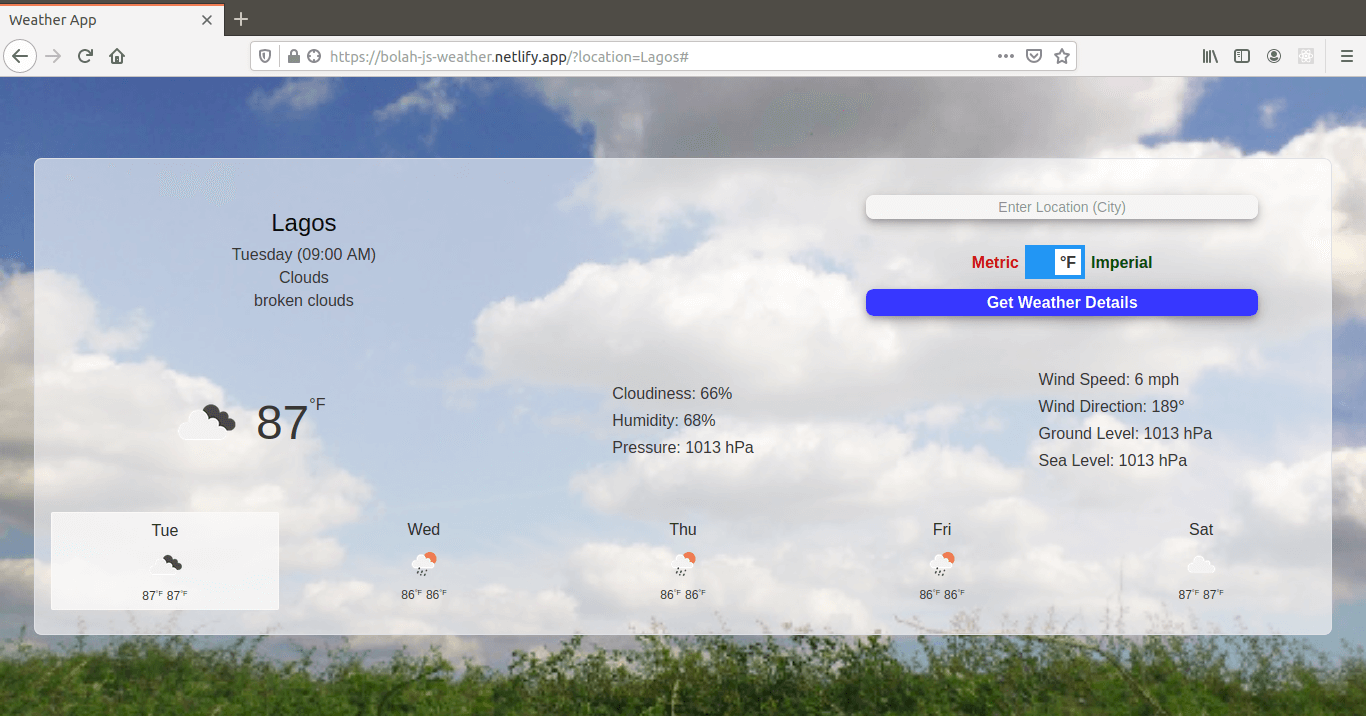 Weather App
https://bolah-js-weather.netlify.app/?location=Lagos#
Lagos
Tuesday (09:00 AM)
Clouds
broken clouds
Enter Location (City)
Metric °F Imperial
Get Weather Details
87°F
Cloudiness: 66%
Humidity: 68%
Pressure: 1013 hPa
Wind Speed: 6 mph
Wind Direction: 189°
Ground Level: 1013 hPa
Sea Level: 1013 hPa
Tue
87°F 87°F
Wed
86°F 86°F
Thu
86°F 86°F
Fri
86°F 86°F
Sat
87°F 87°F